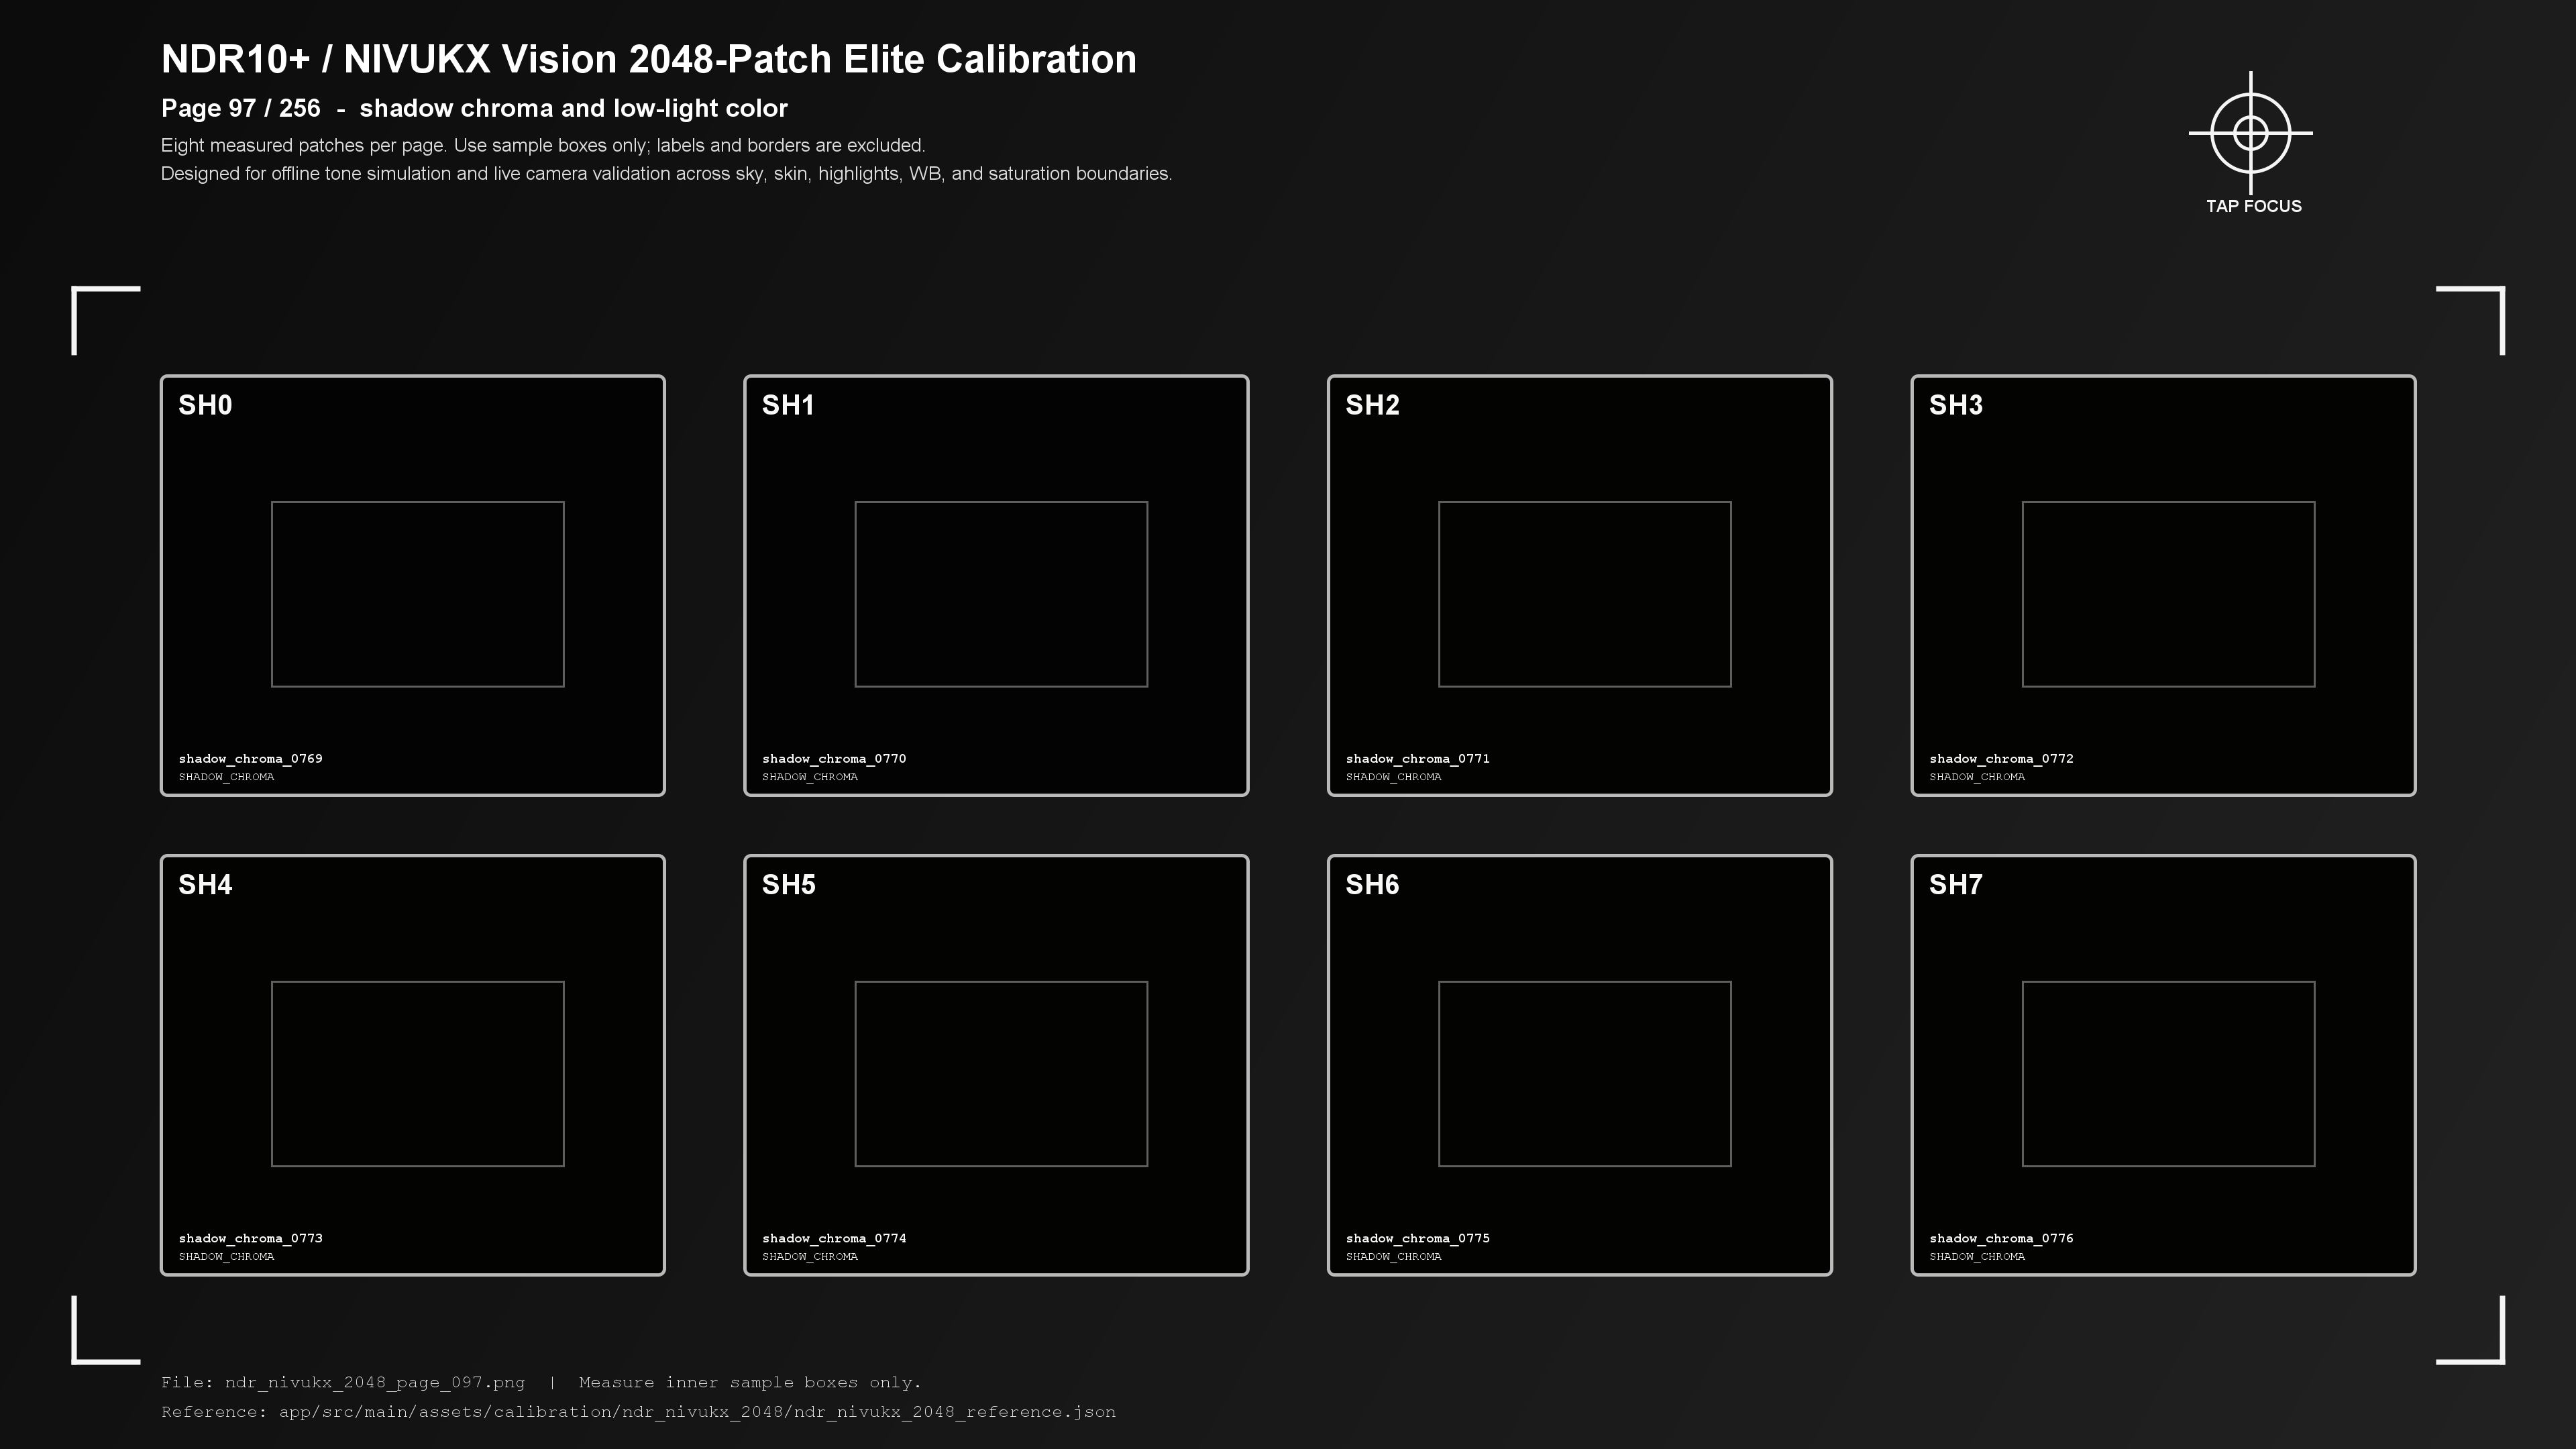 NDR10+ / NIVUKX Vision 2048-Patch Elite Calibration
Page 97 / 256 - shadow chroma and low-light color
Eight measured patches per page. Use sample boxes only; labels and borders are excluded.
Designed for offline tone simulation and live camera validation across sky, skin, highlights, WB, and saturation boundaries.
TAP FOCUS
SH0
shadow_chroma_0769
SHADOW_CHROMA
SH1
shadow_chroma_0770
SHADOW_CHROMA
SH2
shadow_chroma_0771
SHADOW_CHROMA
SH3
shadow_chroma_0772
SHADOW_CHROMA
SH4
shadow_chroma_0773
SHADOW_CHROMA
SH5
shadow_chroma_0774
SHADOW_CHROMA
SH6
shadow_chroma_0775
SHADOW_CHROMA
SH7
shadow_chroma_0776
SHADOW_CHROMA
File: ndr_nivukx_2048_page_097.png | Measure inner sample boxes only.
Reference: app/src/main/assets/calibration/ndr_nivukx_2048/ndr_nivukx_2048_reference.json